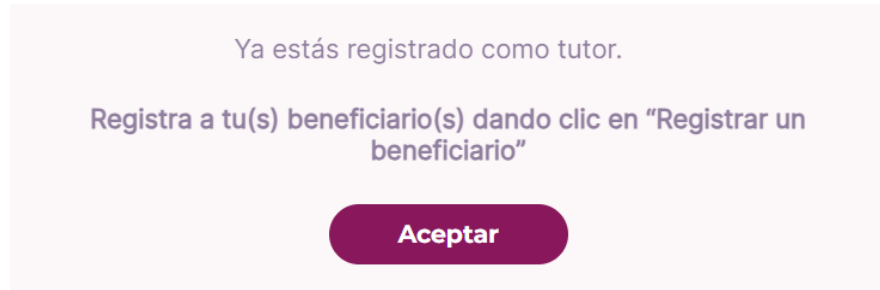 Ya estás registrado como tutor.
Registra a tu(s) beneficiario(s) dando clic en “Registrar un
beneficiario”
Aceptar